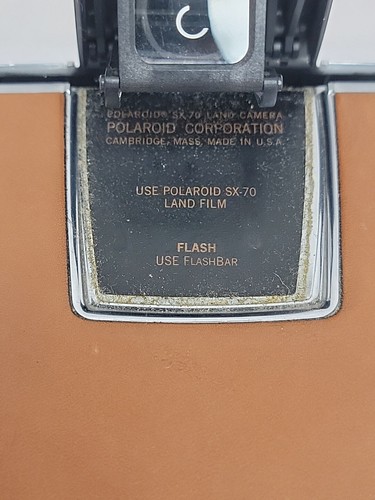 POLAROID® SX-70 LAND CAMERA
POLAROID CORPORATION
CAMBRIDGE, MASS. MADE IN U.S.A.
USE POLAROID SX-70
LAND FILM
FLASH
USE FLASHBAR